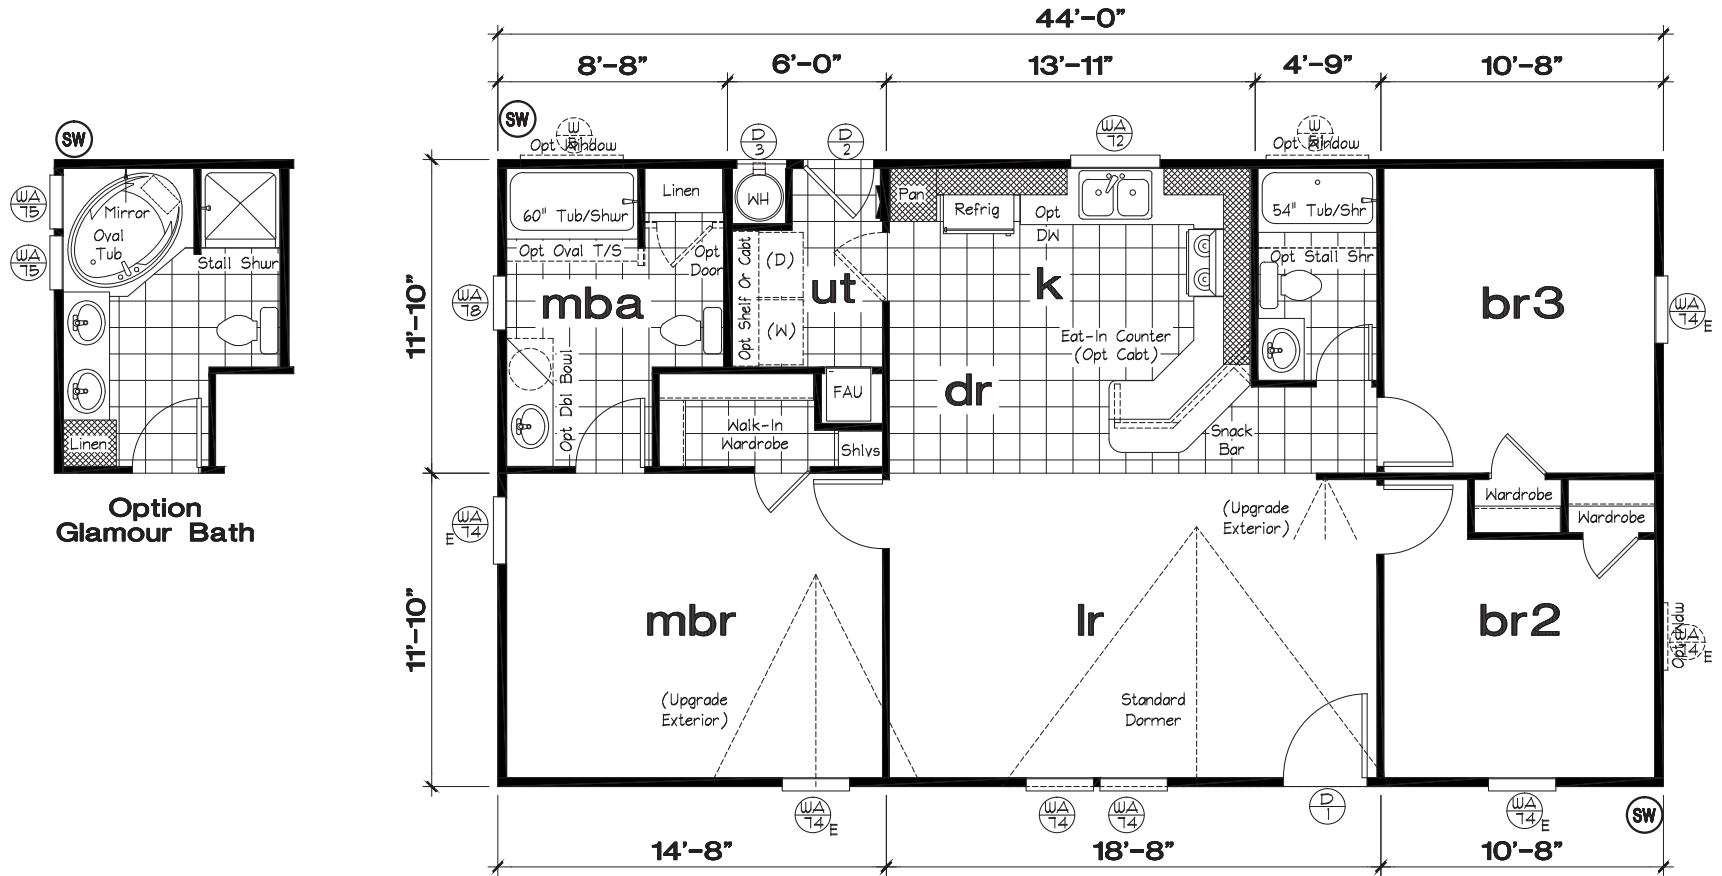 44'-0"
8'-8"
6'-0"
13'-11"
4'-9"
10'-8"
SW
SW
W
51
Opt Window
D
3
D
2
WA
72
W
51
Opt Window
WA
75
WA
75
Mirror
Oval
Tub
Stall Shwr
Linen
Option
Glamour Bath
11'-10"
11'-10"
60" Tub/Shwr
Linen
Opt Oval T/S
Opt
Door
mba
WA
78
Opt Dbl Bowl
WH
Opt Shelf Or Cabt
(D)
(W)
ut
FAU
Walk-In
Wardrobe
Shlvs
Pan
Refrig
Opt
DW
k
Eat-In Counter
(Opt Cabt)
dr
Snack
Bar
54" Tub/Shr
Opt Stall Shr
br3
WA
74
E
Wardrobe
Wardrobe
WA
74
E
mbr
(Upgrade
Exterior)
(Upgrade
Exterior)
lr
Standard
Dormer
br2
Opt Wdw
WA
74
E
WA
74
E
WA
74
WA
74
D
1
WA
74
E
SW
14'-8"
18'-8"
10'-8"